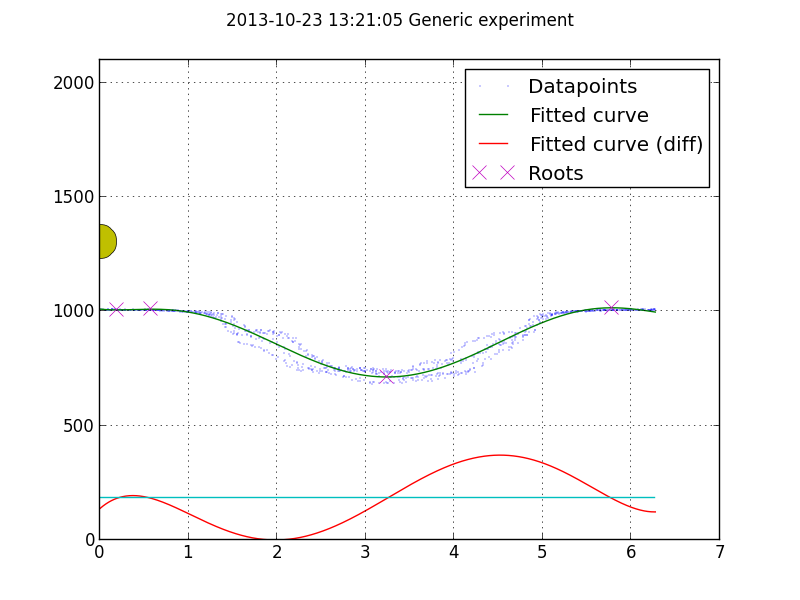 2013-10-23 13:21:05 Generic experiment
Datapoints
Fitted curve
Fitted curve (diff)
Roots
2000
1500
1000
500
0
0 1 2 3 4 5 6 7